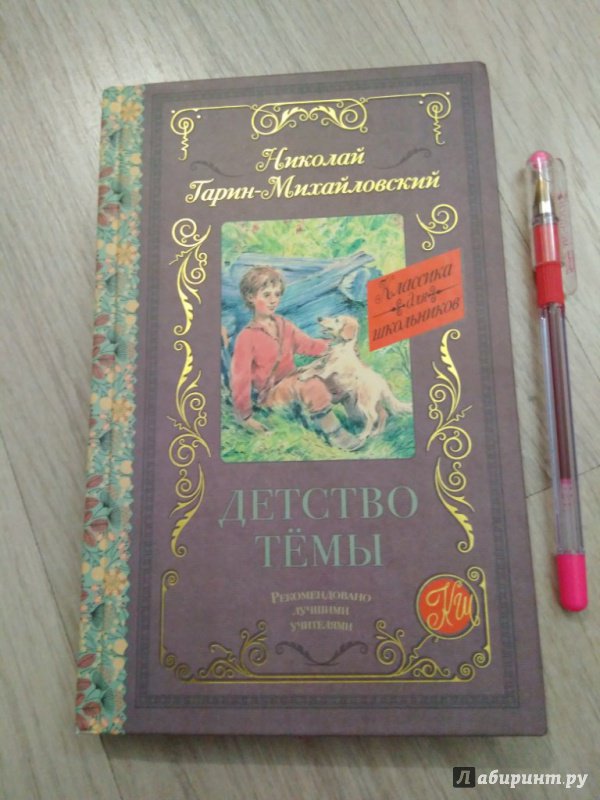 Николай
Гарин-Михайловский
Классика
для
школьников
ДЕТСТВО
ТЁМЫ
Рекомендовано
лучшими
учителями
КШ
Лабиринт.ру